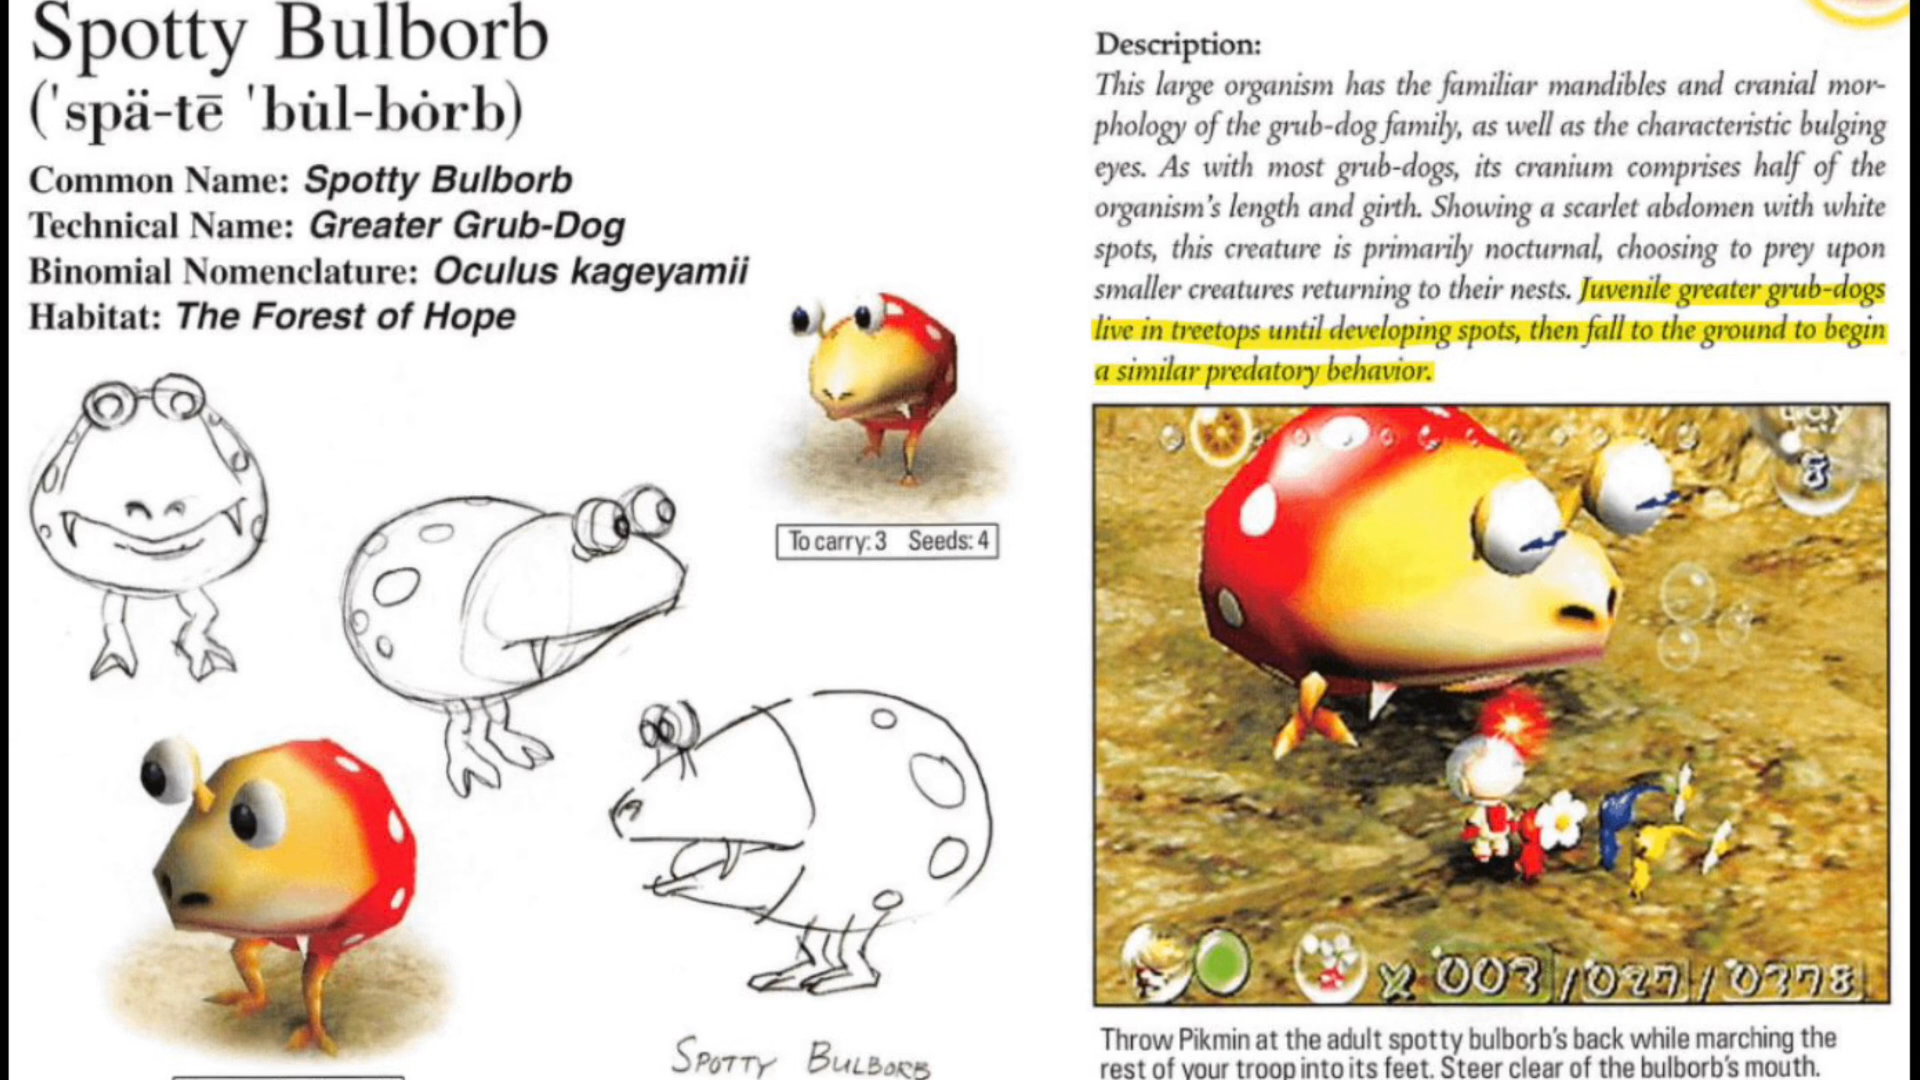 Spotty Bulborb
(ˈspä-tē ˈbu̇l-bȯrb)
Common Name: Spotty Bulborb
Technical Name: Greater Grub-Dog
Binomial Nomenclature: Oculus kageyamii
Habitat: The Forest of Hope
To carry: 3 Seeds: 4
SPOTTY BULBORB
Description:
This large organism has the familiar mandibles and cranial mor-
phology of the grub-dog family, as well as the characteristic bulging
eyes. As with most grub-dogs, its cranium comprises half of the
organism's length and girth. Showing a scarlet abdomen with white
spots, this creature is primarily nocturnal, choosing to prey upon
smaller creatures returning to their nests. Juvenile greater grub-dogs
live in treetops until developing spots, then fall to the ground to begin
a similar predatory behavior.
day
8
x 003/027/0378
Throw Pikmin at the adult spotty bulborb's back while marching the
rest of your troop into its feet. Steer clear of the bulborb's mouth.